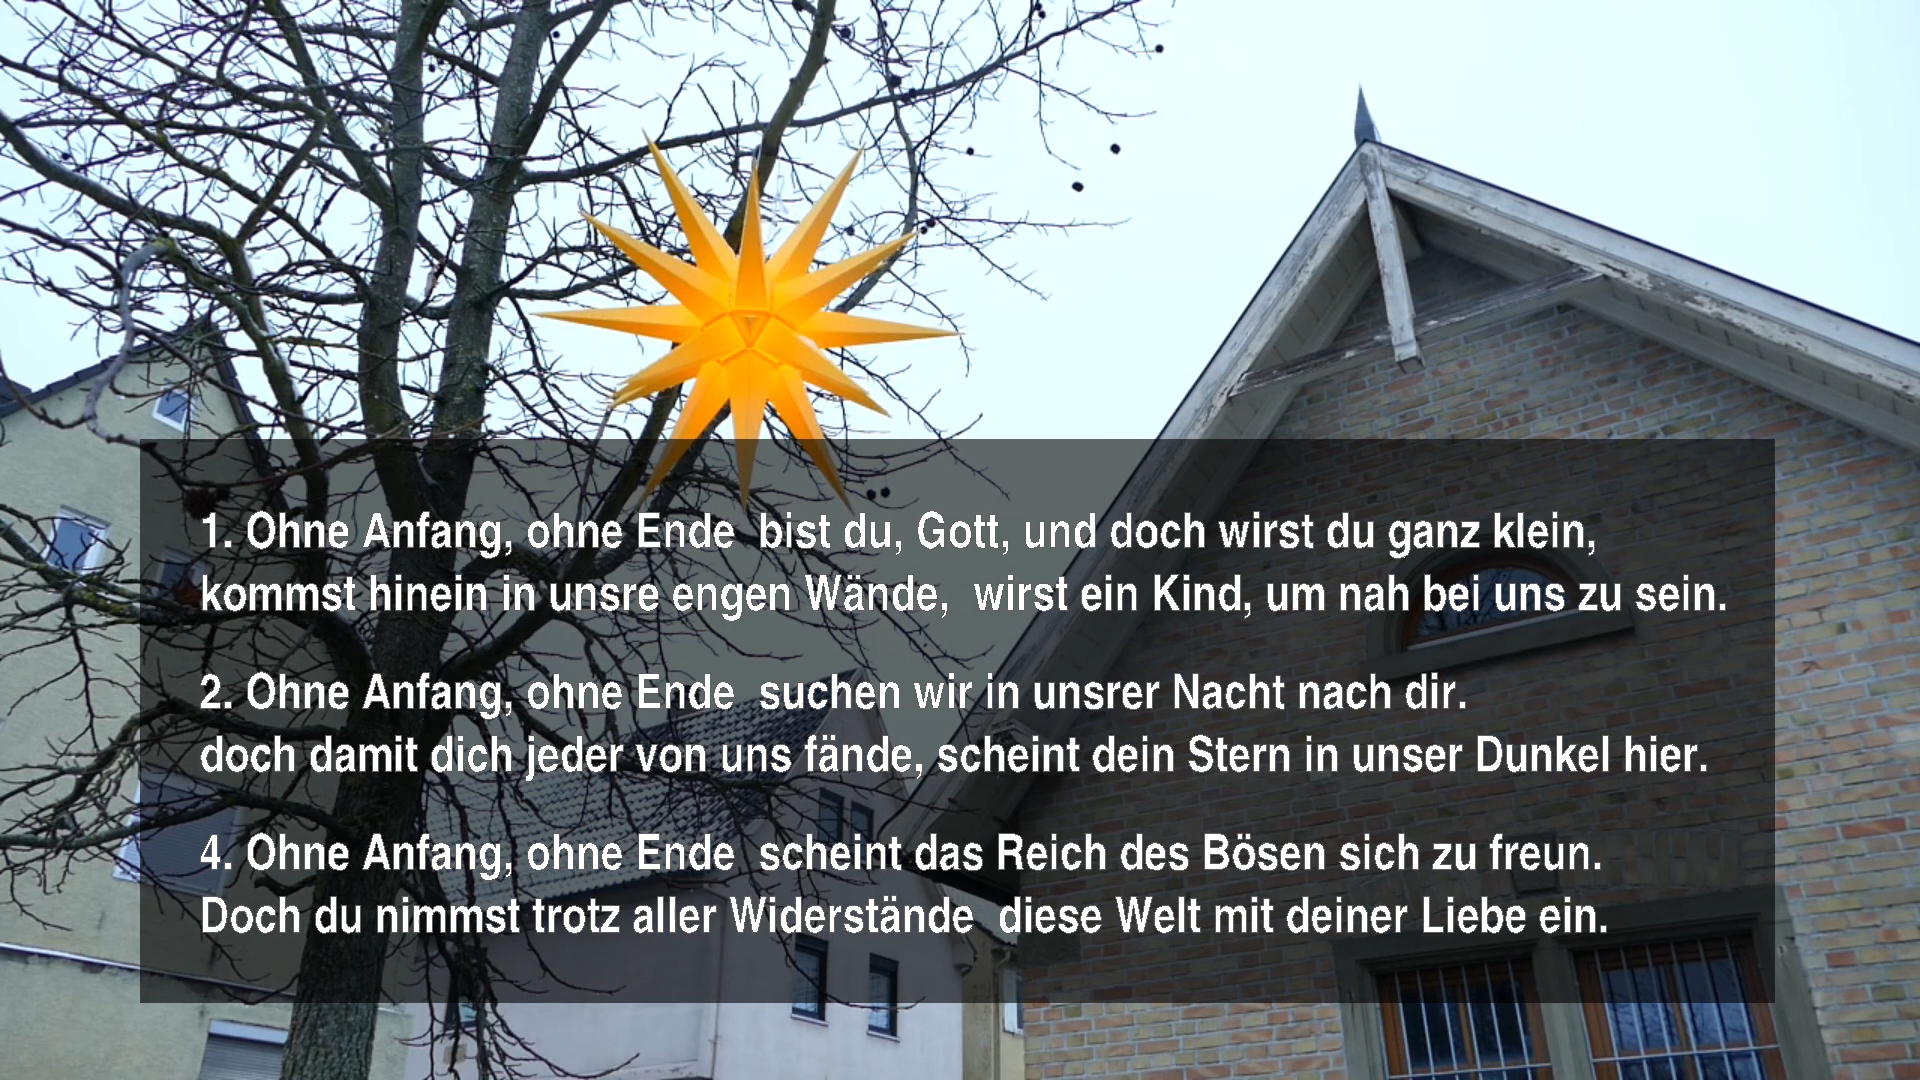 1. Ohne Anfang, ohne Ende  bist du, Gott, und doch wirst du ganz klein,
kommst hinein in unsre engen Wände,  wirst ein Kind, um nah bei uns zu sein.
2. Ohne Anfang, ohne Ende  suchen wir in unsrer Nacht nach dir.
doch damit dich jeder von uns fände, scheint dein Stern in unser Dunkel hier.
4. Ohne Anfang, ohne Ende  scheint das Reich des Bösen sich zu freun.
Doch du nimmst trotz aller Widerstände  diese Welt mit deiner Liebe ein.